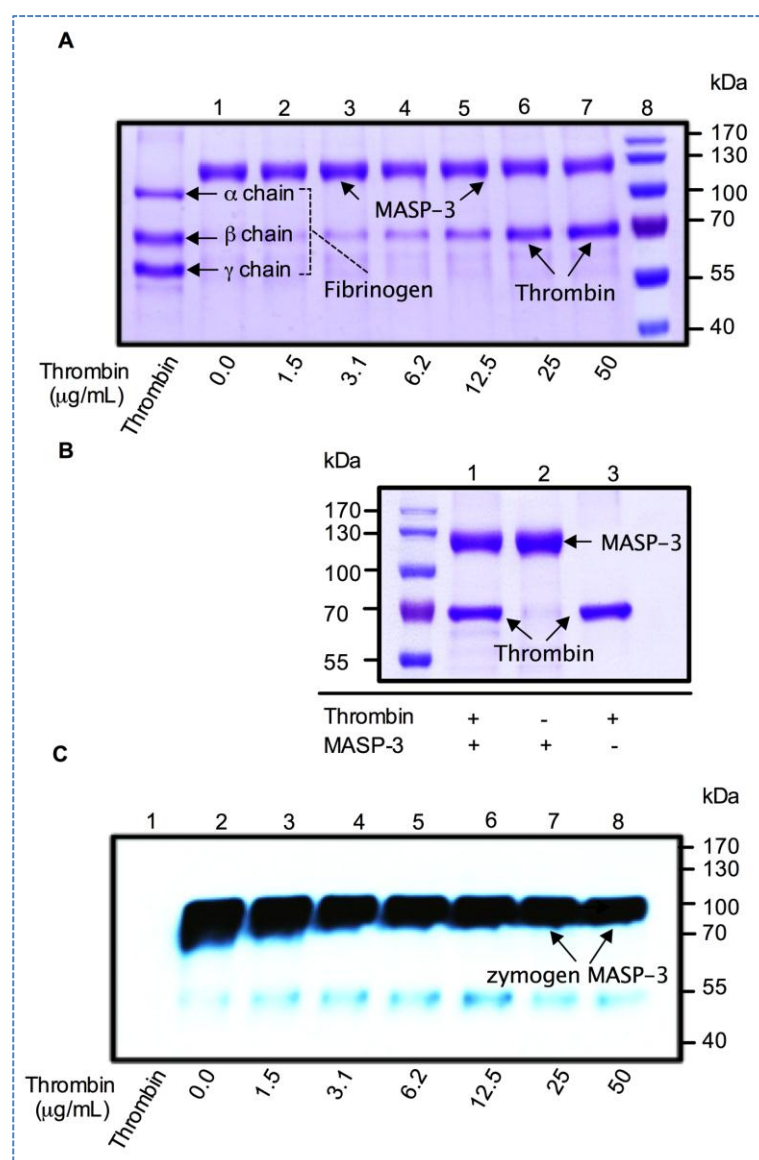 A
1 2 3 4 5 6 7 8 kDa
170
130
α chain 100
MASP-3
β chain 70
γ chain Fibrinogen Thrombin 55
40
Thrombin (μg/mL) Thrombin 0.0 1.5 3.1 6.2 12.5 25 50
B
kDa 1 2 3
170
130 MASP-3
100
70
Thrombin
55
Thrombin + - +
MASP-3 + + -
C
1 2 3 4 5 6 7 8 kDa
170
130
100
70
zymogen MASP-3
55
40
Thrombin (μg/mL) Thrombin 0.0 1.5 3.1 6.2 12.5 25 50